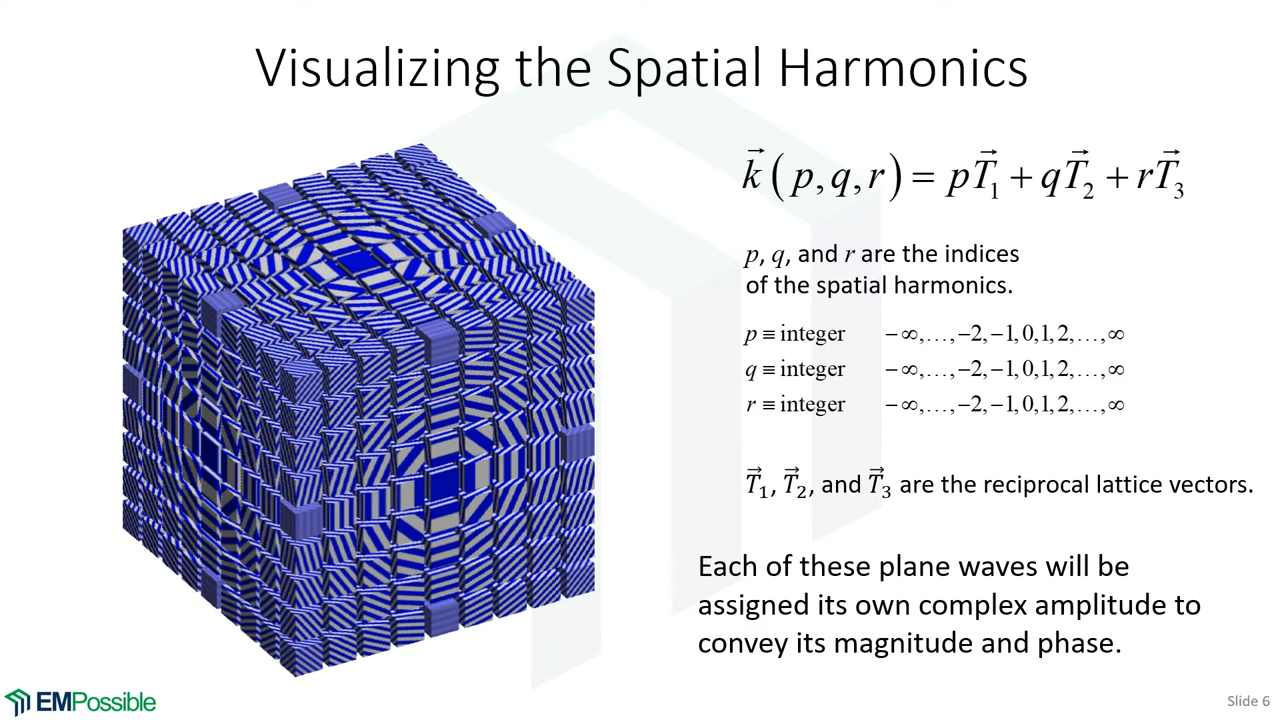 Visualizing the Spatial Harmonics
k⃗ ( p, q, r ) = pT⃗₁ + qT⃗₂ + rT⃗₃
p, q, and r are the indices
of the spatial harmonics.
p ≡ integer −∞,…,−2,−1,0,1,2,…,∞
q ≡ integer −∞,…,−2,−1,0,1,2,…,∞
r ≡ integer −∞,…,−2,−1,0,1,2,…,∞
T⃗₁, T⃗₂, and T⃗₃ are the reciprocal lattice vectors.
Each of these plane waves will be
assigned its own complex amplitude to
convey its magnitude and phase.
EMPossible
Slide 6